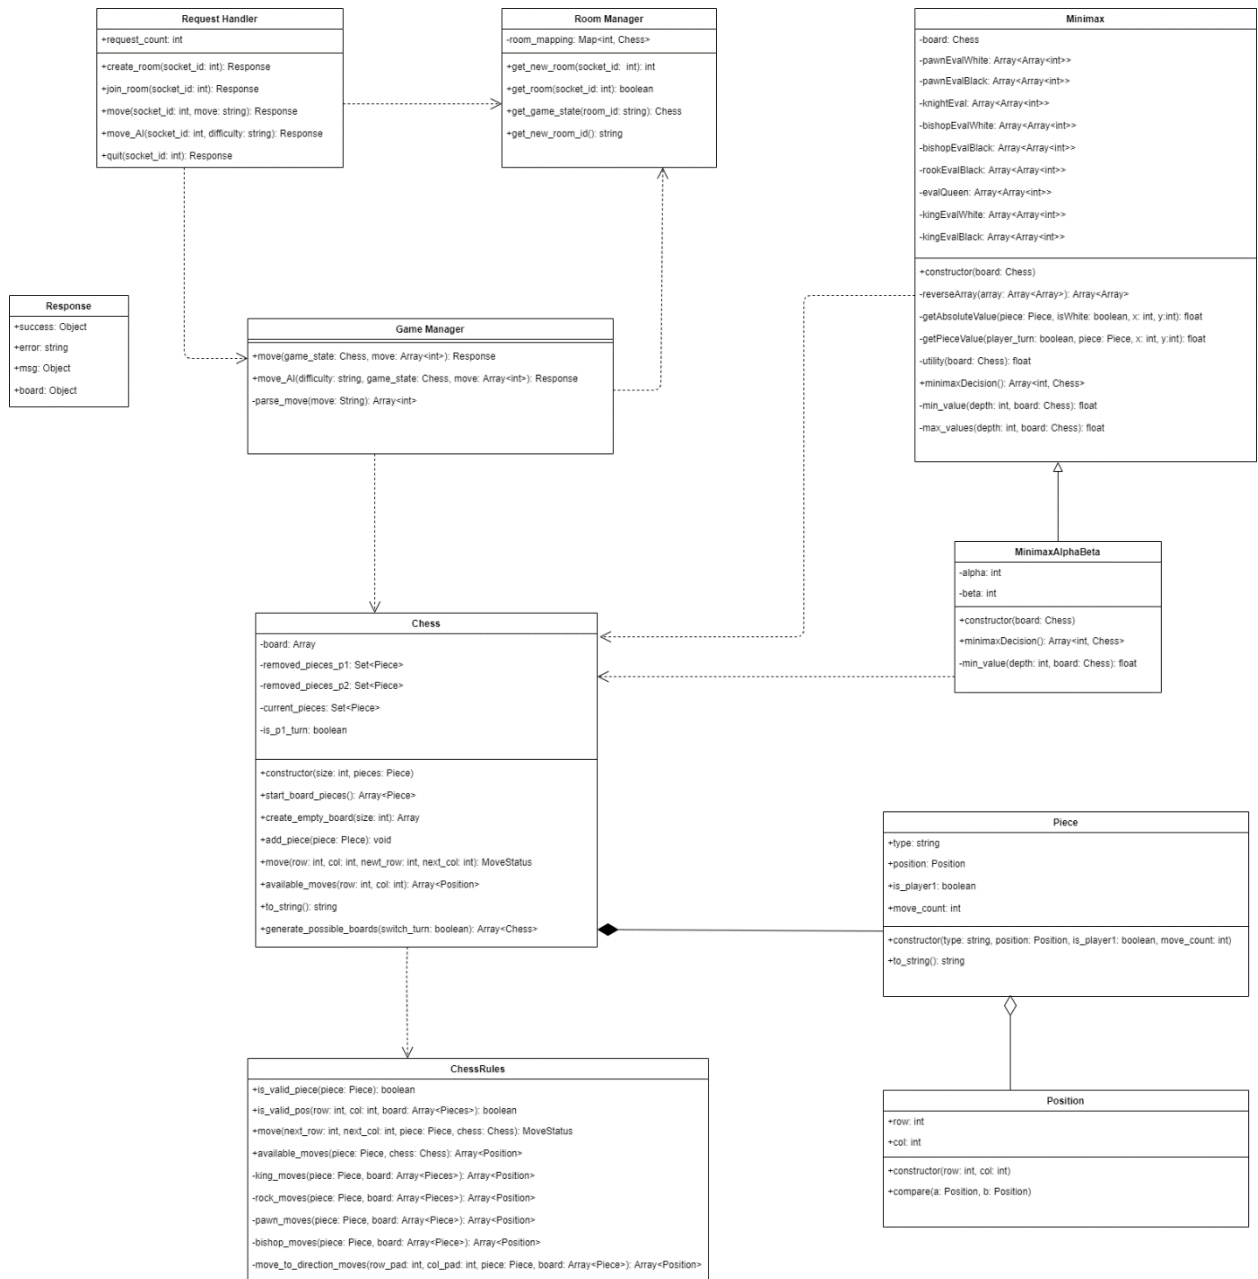 Request Handler
+request_count: int
+create_room(socket_id: int): Response
+join_room(socket_id: int): Response
+move(socket_id: int, move: string): Response
+move_AI(socket_id: int, difficulty: string): Response
+quit(socket_id: int): Response
Room Manager
-room_mapping: Map<int, Chess>
+get_new_room(socket_id: int): int
+get_room(socket_id: int): boolean
+get_game_state(room_id: string): Chess
+get_new_room_id(): string
Minimax
-board: Chess
-pawnEvalWhite: Array<Array<int>>
-pawnEvalBlack: Array<Array<int>>
-knightEval: Array<Array<int>>
-bishopEvalWhite: Array<Array<int>>
-bishopEvalBlack: Array<Array<int>>
-rookEvalBlack: Array<Array<int>>
-evalQueen: Array<Array<int>>
-kingEvalWhite: Array<Array<int>>
-kingEvalBlack: Array<Array<int>>
+constructor(board: Chess)
-reverseArray(array: Array<Array>): Array<Array>
-getAbsoluteValue(piece: Piece, isWhite: boolean, x: int, y:int): float
-getPieceValue(player_turn: boolean, piece: Piece, x: int, y:int): float
-utility(board: Chess): float
+minimaxDecision(): Array<int, Chess>
-min_value(depth: int, board: Chess): float
-max_values(depth: int, board: Chess): float
Response
+success: Object
+error: string
+msg: Object
+board: Object
Game Manager
+move(game_state: Chess, move: Array<int>): Response
+move_AI(difficulty: string, game_state: Chess, move: Array<int>): Response
-parse_move(move: String): Array<int>
MinimaxAlphaBeta
-alpha: int
-beta: int
+constructor(board: Chess)
+minimaxDecision(): Array<int, Chess>
-min_value(depth: int, board: Chess): float
Chess
-board: Array
-removed_pieces_p1: Set<Piece>
-removed_pieces_p2: Set<Piece>
-current_pieces: Set<Piece>
-is_p1_turn: boolean
+constructor(size: int, pieces: Piece)
+start_board_pieces(): Array<Piece>
+create_empty_board(size: int): Array
+add_piece(piece: PIece): void
+move(row: int, col: int, newt_row: int, next_col: int): MoveStatus
+available_moves(row: int, col: int): Array<Position>
+to_string(): string
+generate_possible_boards(switch_turn: boolean): Array<Chess>
Piece
+type: string
+position: Position
+is_player1: boolean
+move_count: int
+constructor(type: string, position: Position, is_player1: boolean, move_count: int)
+to_string(): string
ChessRules
+is_valid_piece(piece: Piece): boolean
+is_valid_pos(row: int, col: int, board: Array<Pieces>): boolean
+move(next_row: int, next_col: int, piece: Piece, chess: Chess): MoveStatus
+available_moves(piece: Piece, chess: Chess): Array<Position>
-king_moves(piece: Piece, board: Array<Pieces>): Array<Position>
-rock_moves(piece: Piece, board: Array<Pieces>): Array<Position>
-pawn_moves(piece: Piece, board: Array<Piece>): Array<Position>
-bishop_moves(piece: Piece, board: Array<Piece>): Array<Position>
-move_to_direction_moves(row_pad: int, col_pad: int, piece: Piece, board: Array<Piece>): Array<Position>
Position
+row: int
+col: int
+constructor(row: int, col: int)
+compare(a: Position, b: Position)